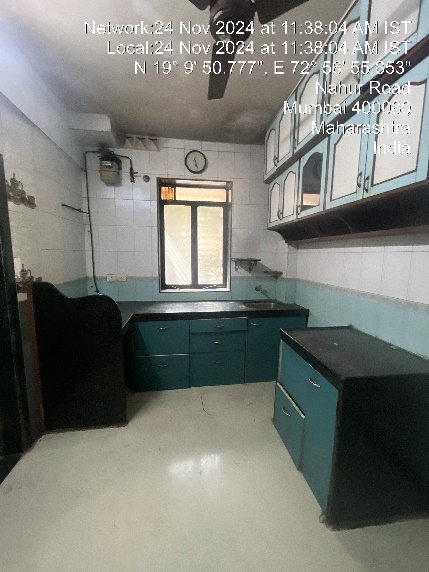 Network:24 Nov 2024 at 11:38:04 AM IST
Local:24 Nov 2024 at 11:38:04 AM IST
N 19° 9' 50.777", E 72° 56' 55.853"
Nahur Road
Mumbai 400080
Maharashtra
India